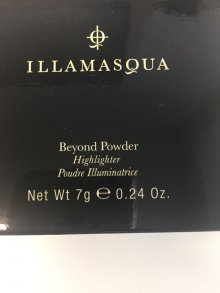 ILLAMASQUA
Beyond Powder
Highlighter
Poudre Illuminatrice
Net Wt 7g ℮ 0.24 Oz.